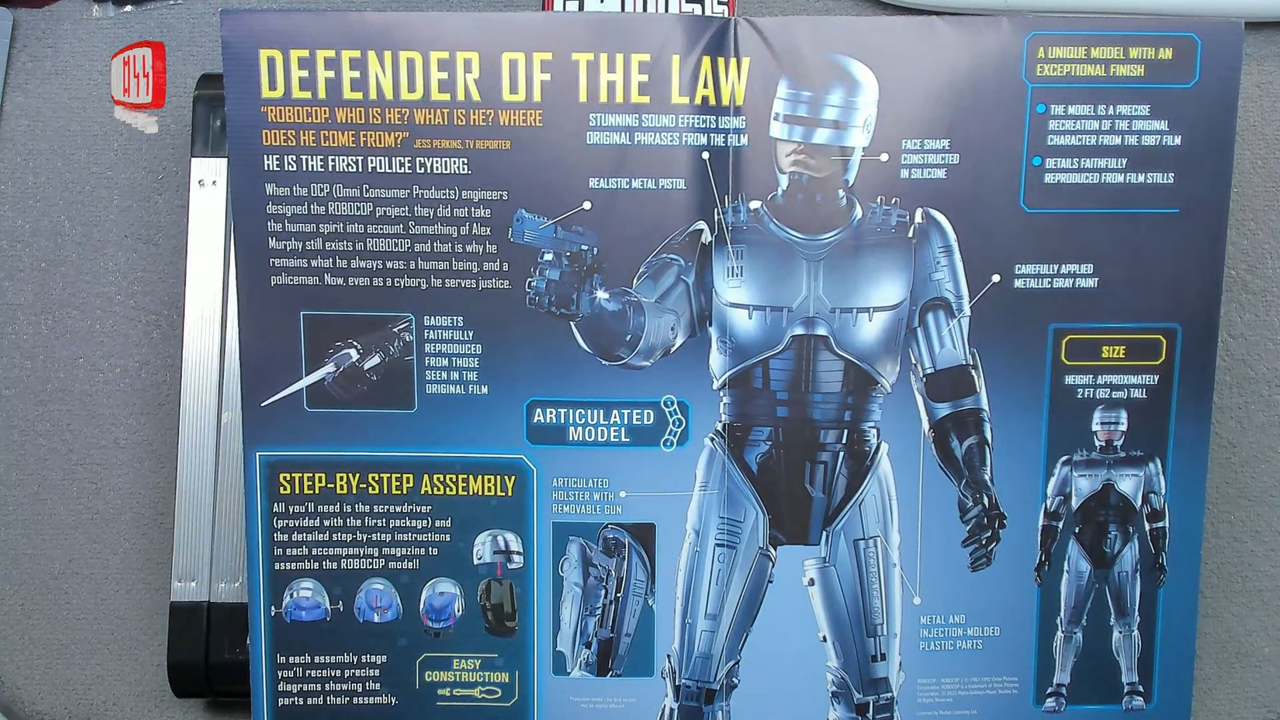 DEFENDER OF THE LAW
"ROBOCOP. WHO IS HE? WHAT IS HE? WHERE
DOES HE COME FROM?" JESS PERKINS, TV REPORTER
HE IS THE FIRST POLICE CYBORG.
When the OCP (Omni Consumer Products) engineers
designed the ROBOCOP project, they did not take
the human spirit into account. Something of Alex
Murphy still exists in ROBOCOP, and that is why he
remains what he always was: a human being, and a
policeman. Now, even as a cyborg, he serves justice.
STUNNING SOUND EFFECTS USING
ORIGINAL PHRASES FROM THE FILM
REALISTIC METAL PISTOL
FACE SHAPE
CONSTRUCTED
IN SILICONE
A UNIQUE MODEL WITH AN
EXCEPTIONAL FINISH
THE MODEL IS A PRECISE
RECREATION OF THE ORIGINAL
CHARACTER FROM THE 1987 FILM
DETAILS FAITHFULLY
REPRODUCED FROM FILM STILLS
CAREFULLY APPLIED
METALLIC GRAY PAINT
GADGETS
FAITHFULLY
REPRODUCED
FROM THOSE
SEEN IN THE
ORIGINAL FILM
ARTICULATED
MODEL
SIZE
HEIGHT: APPROXIMATELY
2 FT (62 cm) TALL
STEP-BY-STEP ASSEMBLY
All you'll need is the screwdriver
(provided with the first package) and
the detailed step-by-step instructions
in each accompanying magazine to
assemble the ROBOCOP model!
In each assembly stage
you'll receive precise
diagrams showing the
parts and their assembly.
EASY
CONSTRUCTION
ARTICULATED
HOLSTER WITH
REMOVABLE GUN
METAL AND
INJECTION-MOLDED
PLASTIC PARTS